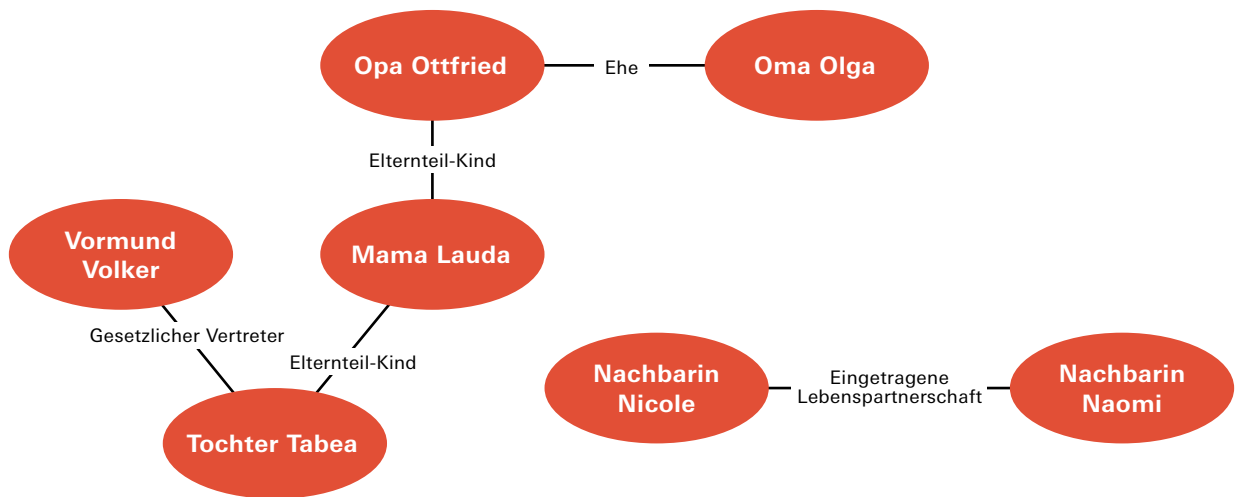 Opa Ottfried
Ehe
Oma Olga
Elternteil-Kind
Vormund
Volker
Mama Lauda
Gesetzlicher Vertreter
Elternteil-Kind
Nachbarin
Nicole
Eingetragene
Lebenspartnerschaft
Nachbarin
Naomi
Tochter Tabea